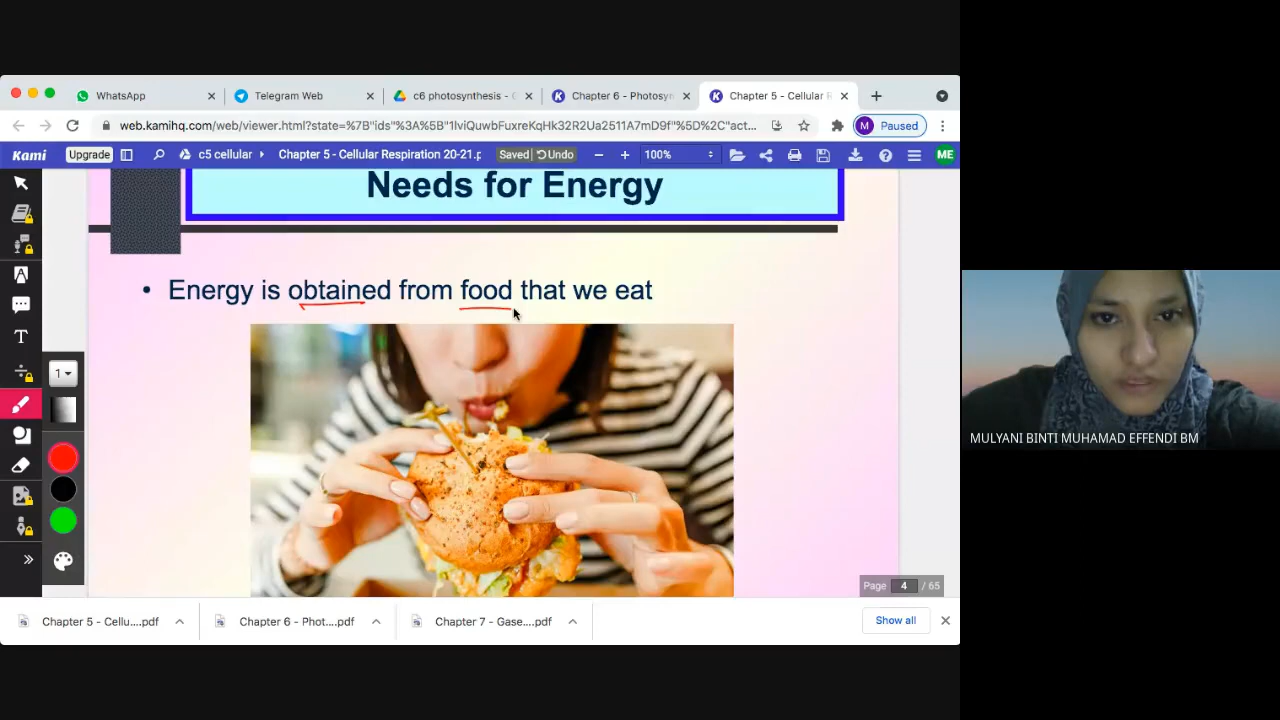 WhatsApp
Telegram Web
c6 photosynthesis - G
Chapter 6 - Photosyn
Chapter 5 - Cellular R
web.kamihq.com/web/viewer.html?state=%7B"ids"%3A%5B"1lviQuwbFuxreKqHk32R2Ua2511A7mD9f"%5D%2C"act...
M Paused
Kami
Upgrade
c5 cellular
Chapter 5 - Cellular Respiration 20-21.p
Saved
Undo
100%
ME
Needs for Energy
• Energy is obtained from food that we eat
A
T
1
Page 4 / 65
MULYANI BINTI MUHAMAD EFFENDI BM
Chapter 5 - Cellu....pdf
Chapter 6 - Phot....pdf
Chapter 7 - Gase....pdf
Show all